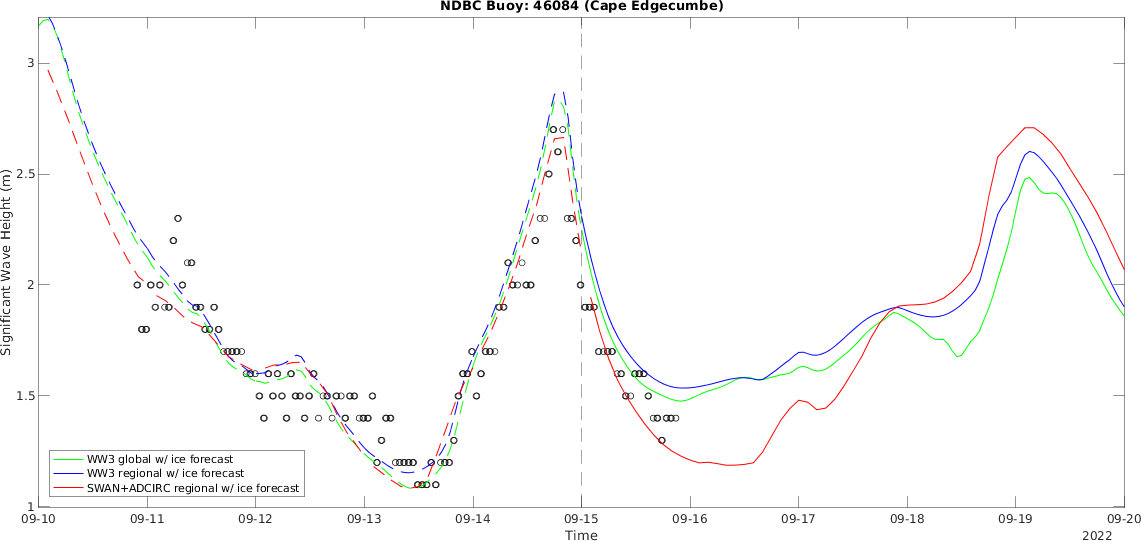 NDBC Buoy: 46084 (Cape Edgecumbe)
Significant Wave Height (m)
3
2.5
2
1.5
1
WW3 global w/ ice forecast
WW3 regional w/ ice forecast
SWAN+ADCIRC regional w/ ice forecast
09-10 09-11 09-12 09-13 09-14 09-15 09-16 09-17 09-18 09-19 09-20
Time
2022